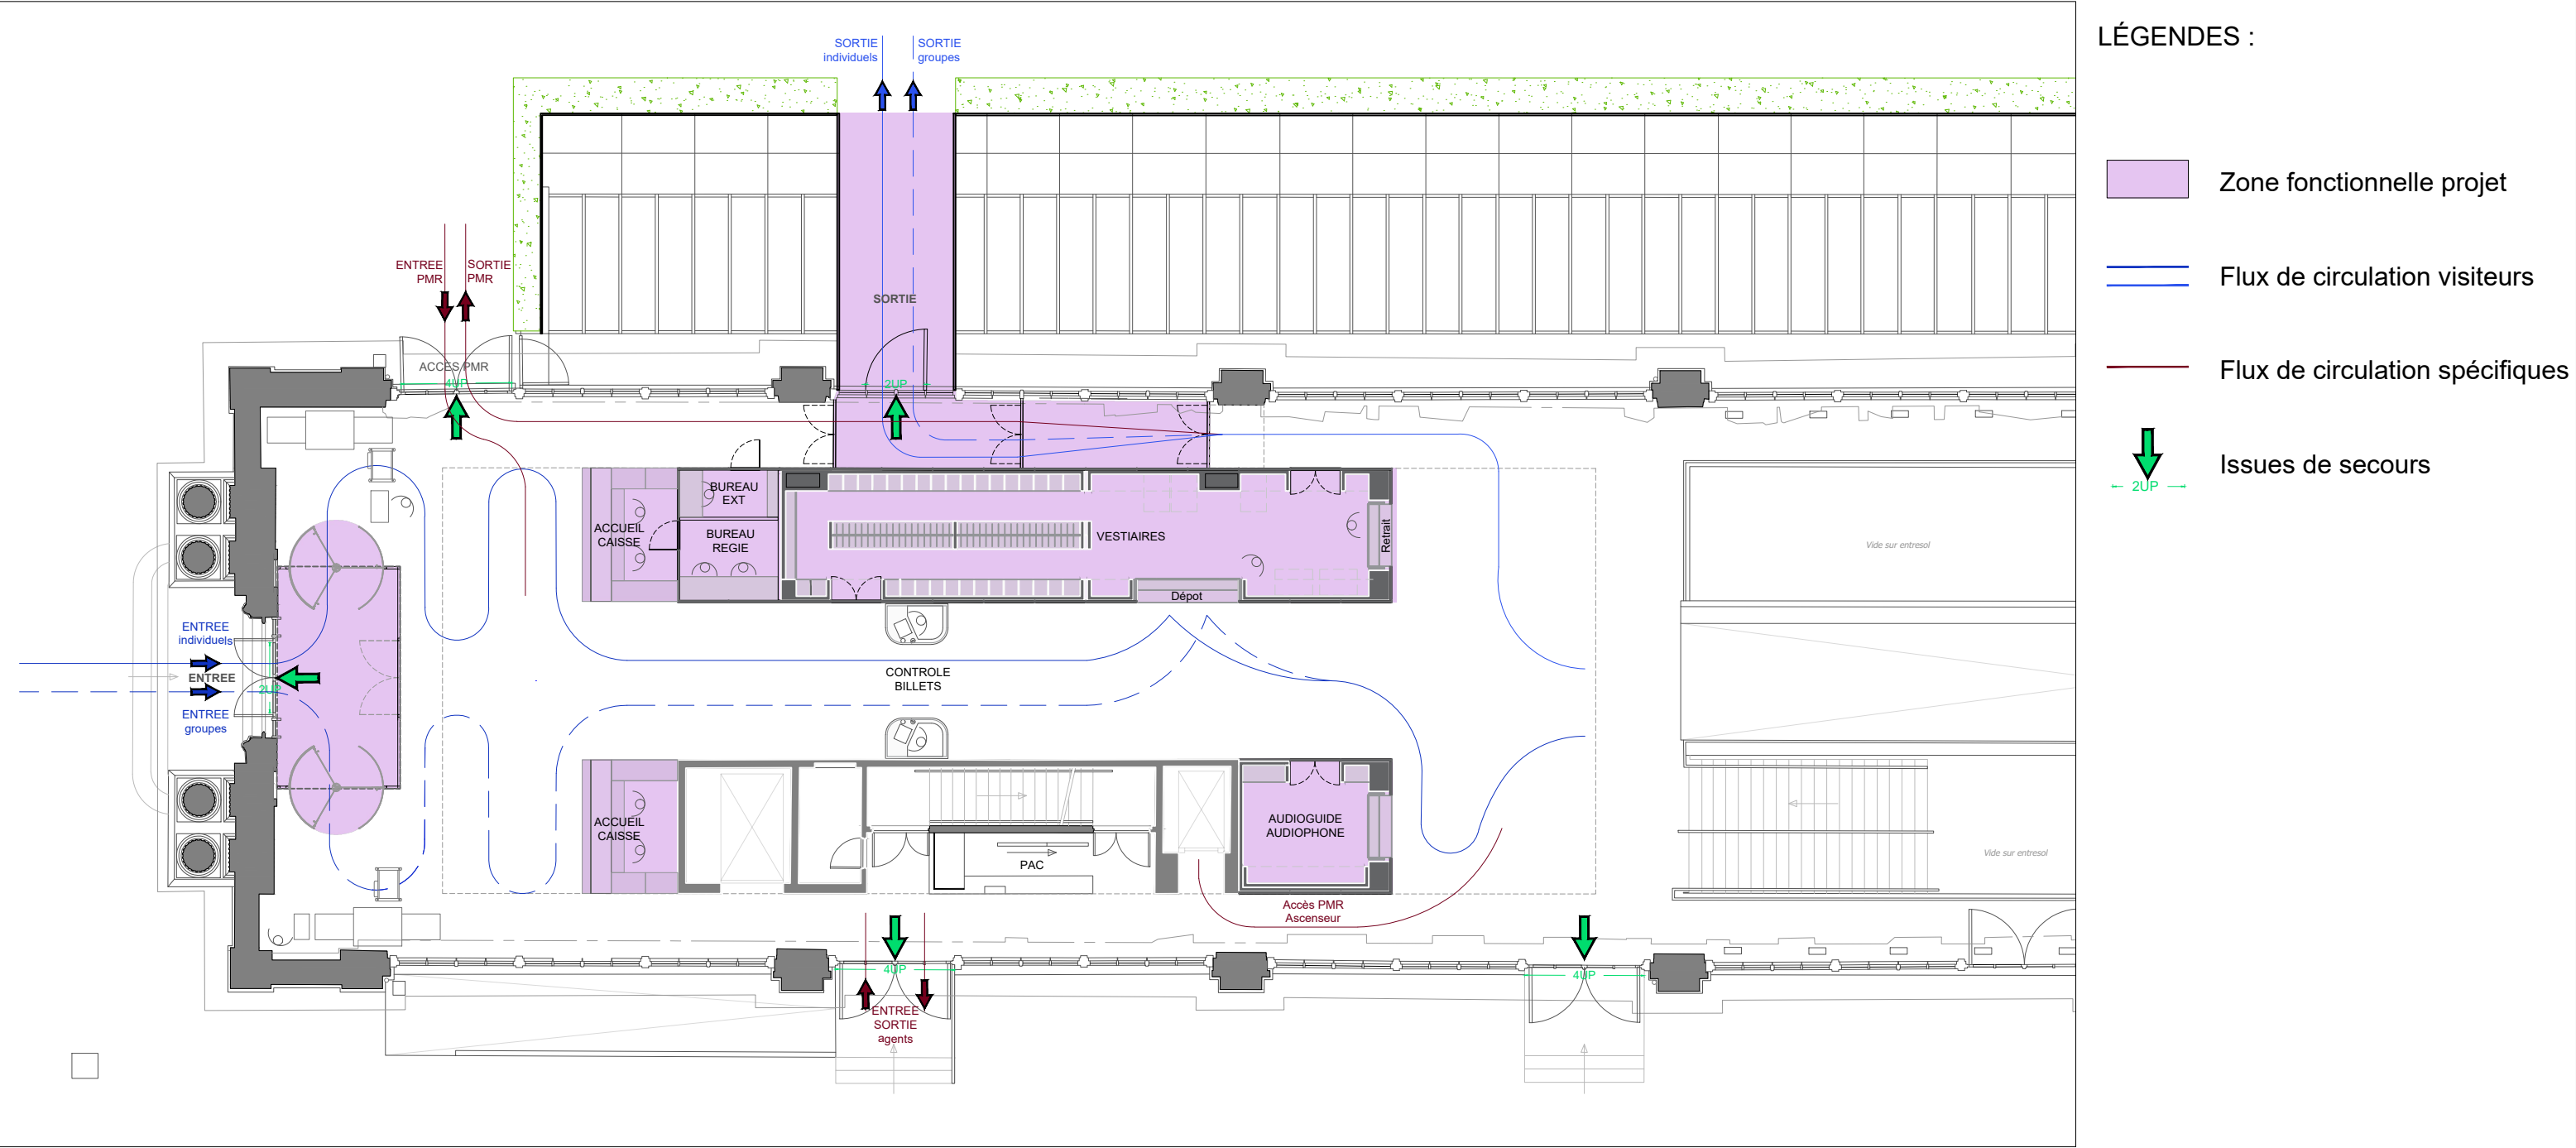 LÉGENDES :
SORTIE
individuels
SORTIE
groupes
Zone fonctionnelle projet
Flux de circulation visiteurs
Flux de circulation spécifiques
Issues de secours
2UP
ENTREE
PMR
SORTIE
PMR
SORTIE
ACCES PMR
4UP
2UP
BUREAU
EXT
ACCUEIL
CAISSE
BUREAU
REGIE
VESTIAIRES
Retrait
Dépot
Vide sur entresol
ENTREE
individuels
ENTREE
2UP
ENTREE
groupes
CONTROLE
BILLETS
ACCUEIL
CAISSE
AUDIOGUIDE
AUDIOPHONE
PAC
Vide sur entresol
Accès PMR
Ascenseur
4UP
4UP
ENTREE
SORTIE
agents